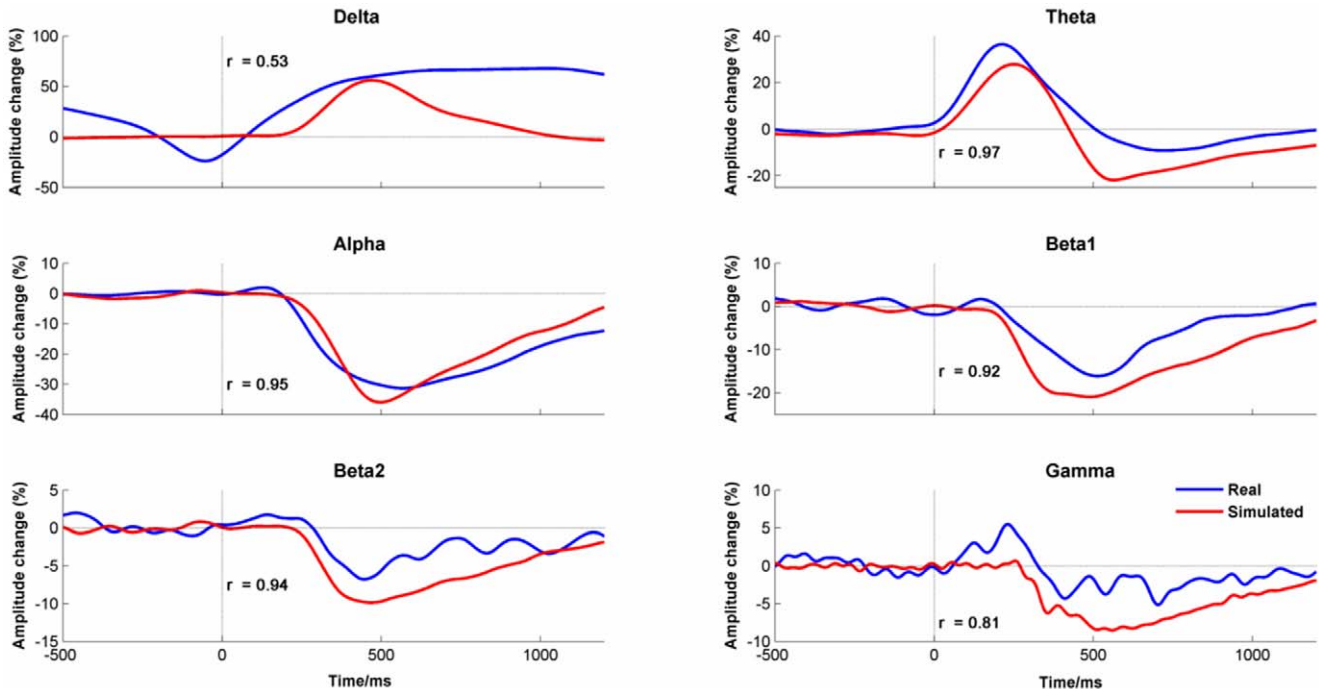 Delta
Amplitude change (%)
100
50
0
-50
r = 0.53
Theta
Amplitude change (%)
40
20
0
-20
r = 0.97
Alpha
Amplitude change (%)
10
0
-10
-20
-30
-40
r = 0.95
Beta1
Amplitude change (%)
10
0
-10
-20
r = 0.92
Beta2
Amplitude change (%)
5
0
-5
-10
-15
r = 0.94
-500 0 500 1000
Time/ms
Gamma
Amplitude change (%)
10
5
0
-5
-10
Real
Simulated
r = 0.81
-500 0 500 1000
Time/ms